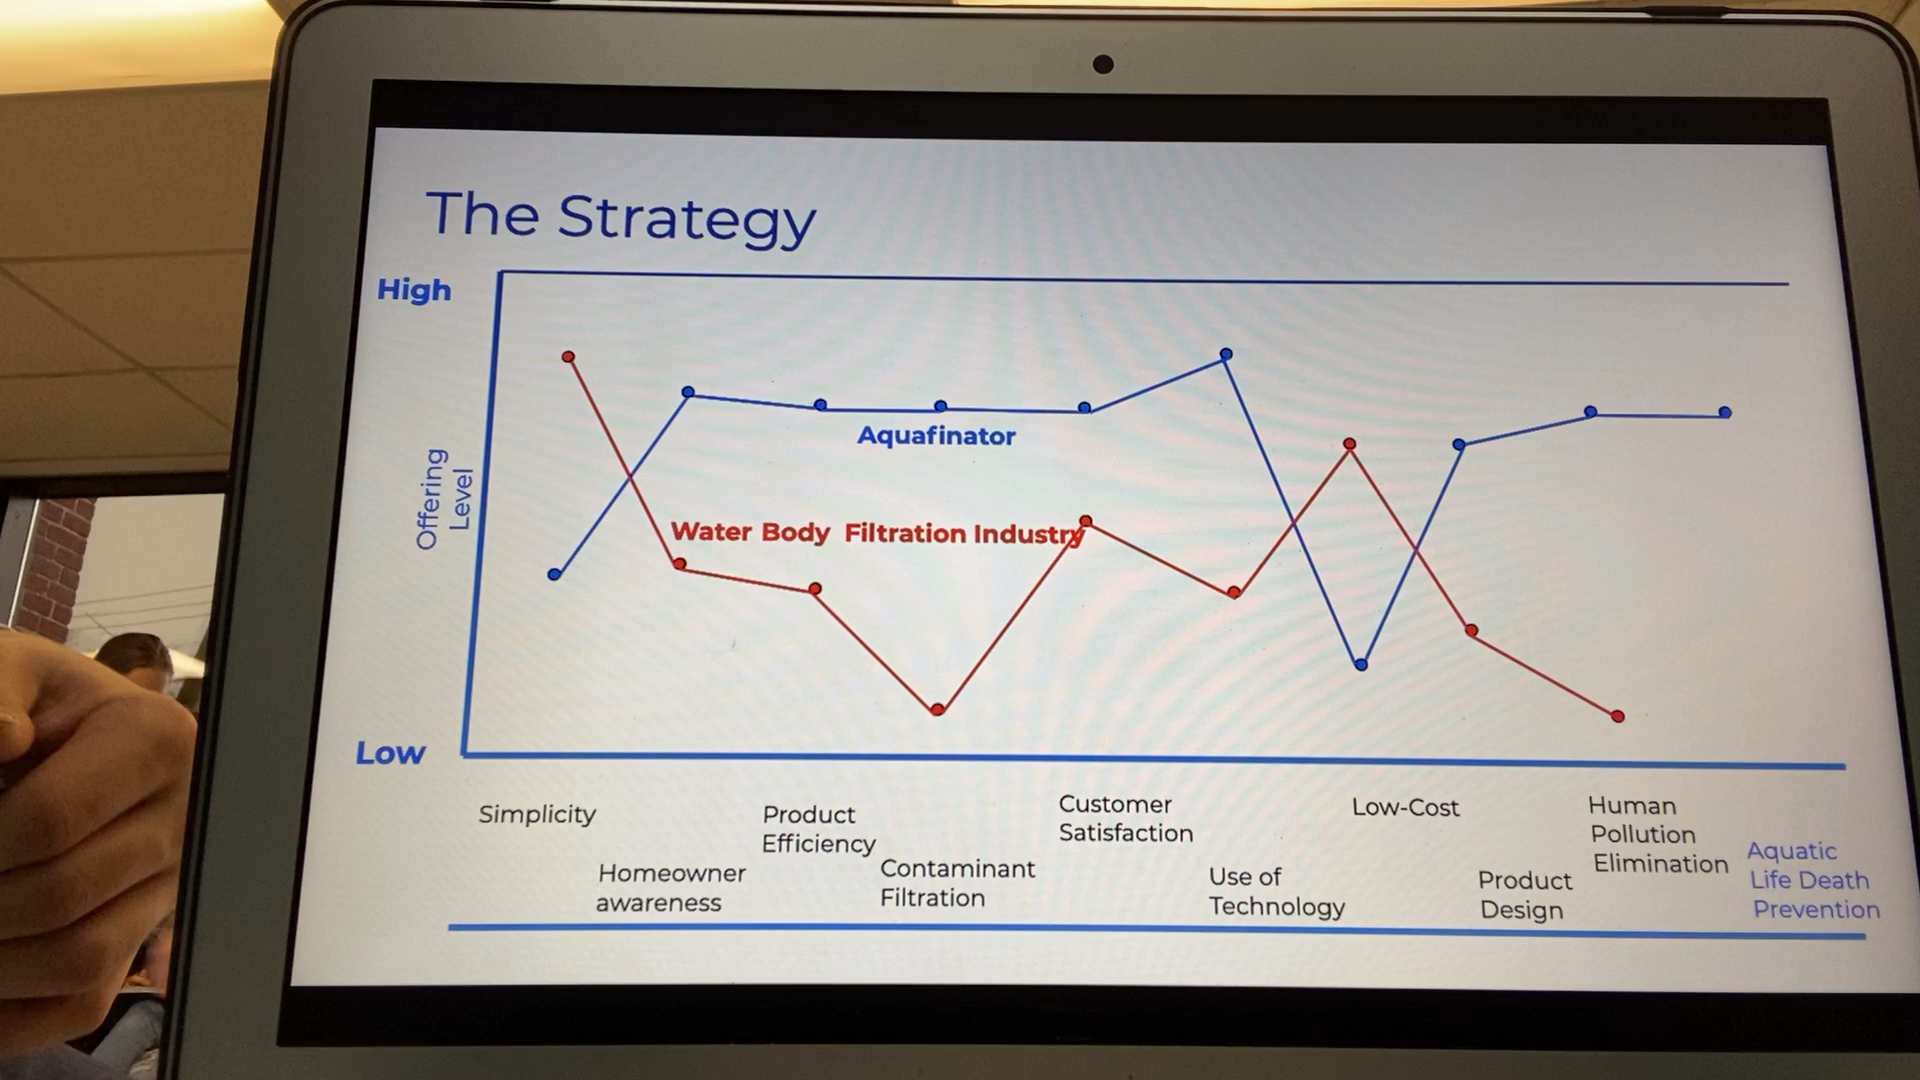 The Strategy
High
Offering
Level
Aquafinator
Water Body Filtration Industry
Low
Simplicity
Homeowner
awareness
Product
Efficiency
Contaminant
Filtration
Customer
Satisfaction
Use of
Technology
Low-Cost
Product
Design
Human
Pollution
Elimination
Aquatic
Life Death
Prevention